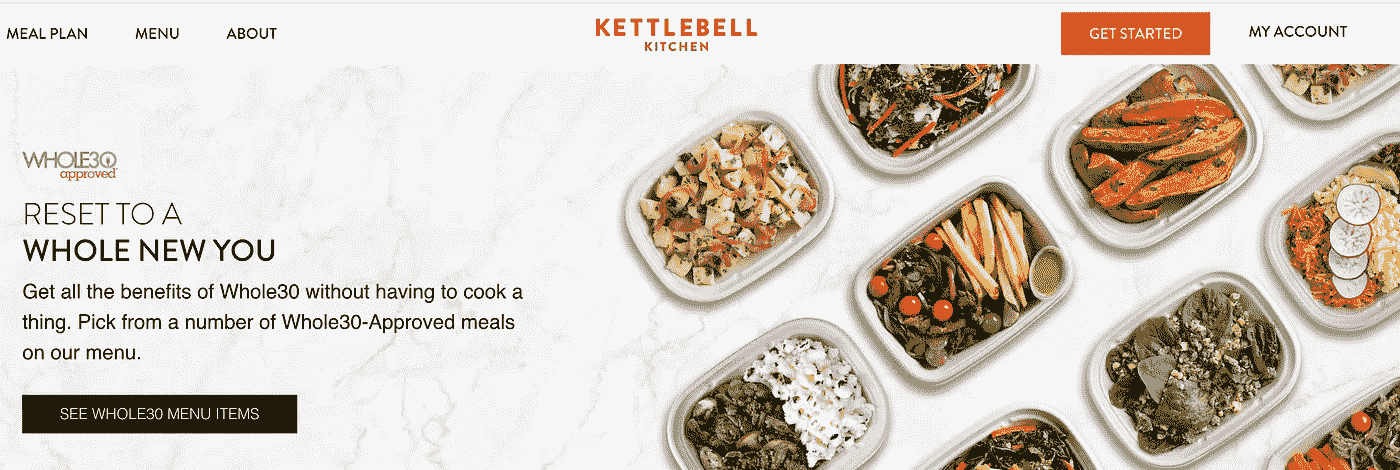 MEAL PLAN MENU ABOUT KETTLEBELL GET STARTED MY ACCOUNT
KITCHEN
WHOLE30
approved
RESET TO A
WHOLE NEW YOU
Get all the benefits of Whole30 without having to cook a
thing. Pick from a number of Whole30-Approved meals
on our menu.
SEE WHOLE30 MENU ITEMS